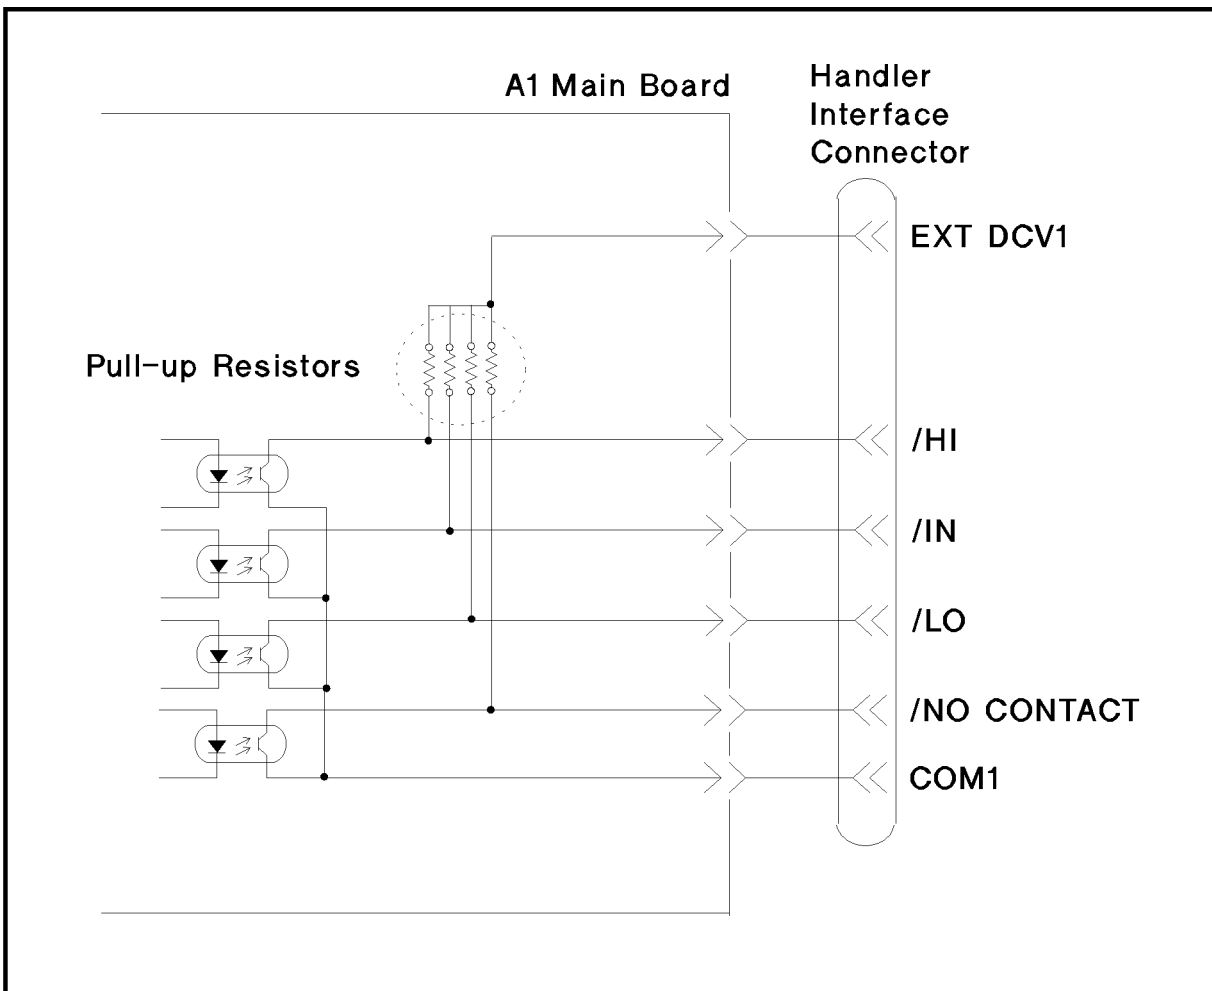 A1 Main Board
Handler
Interface
Connector
EXT DCV1
Pull-up Resistors
/HI
/IN
/LO
/NO CONTACT
COM1